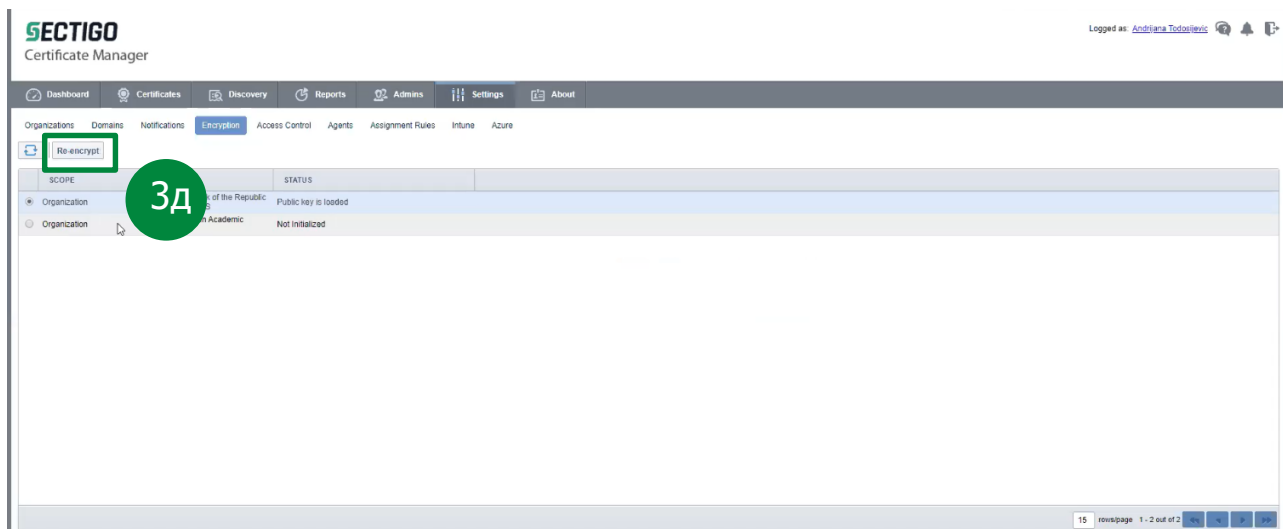 SECTIGO
Certificate Manager
Logged as: Andrijana Todosijevic
Dashboard Certificates Discovery Reports Admins Settings About
Organizations Domains Notifications Encryption Access Control Agents Assignment Rules Intune Azure
Re-encrypt
SCOPE STATUS
3д
Organization of the Republic Public key is loaded
Organization Academic Not Initialized
15 rows/page 1 - 2 out of 2